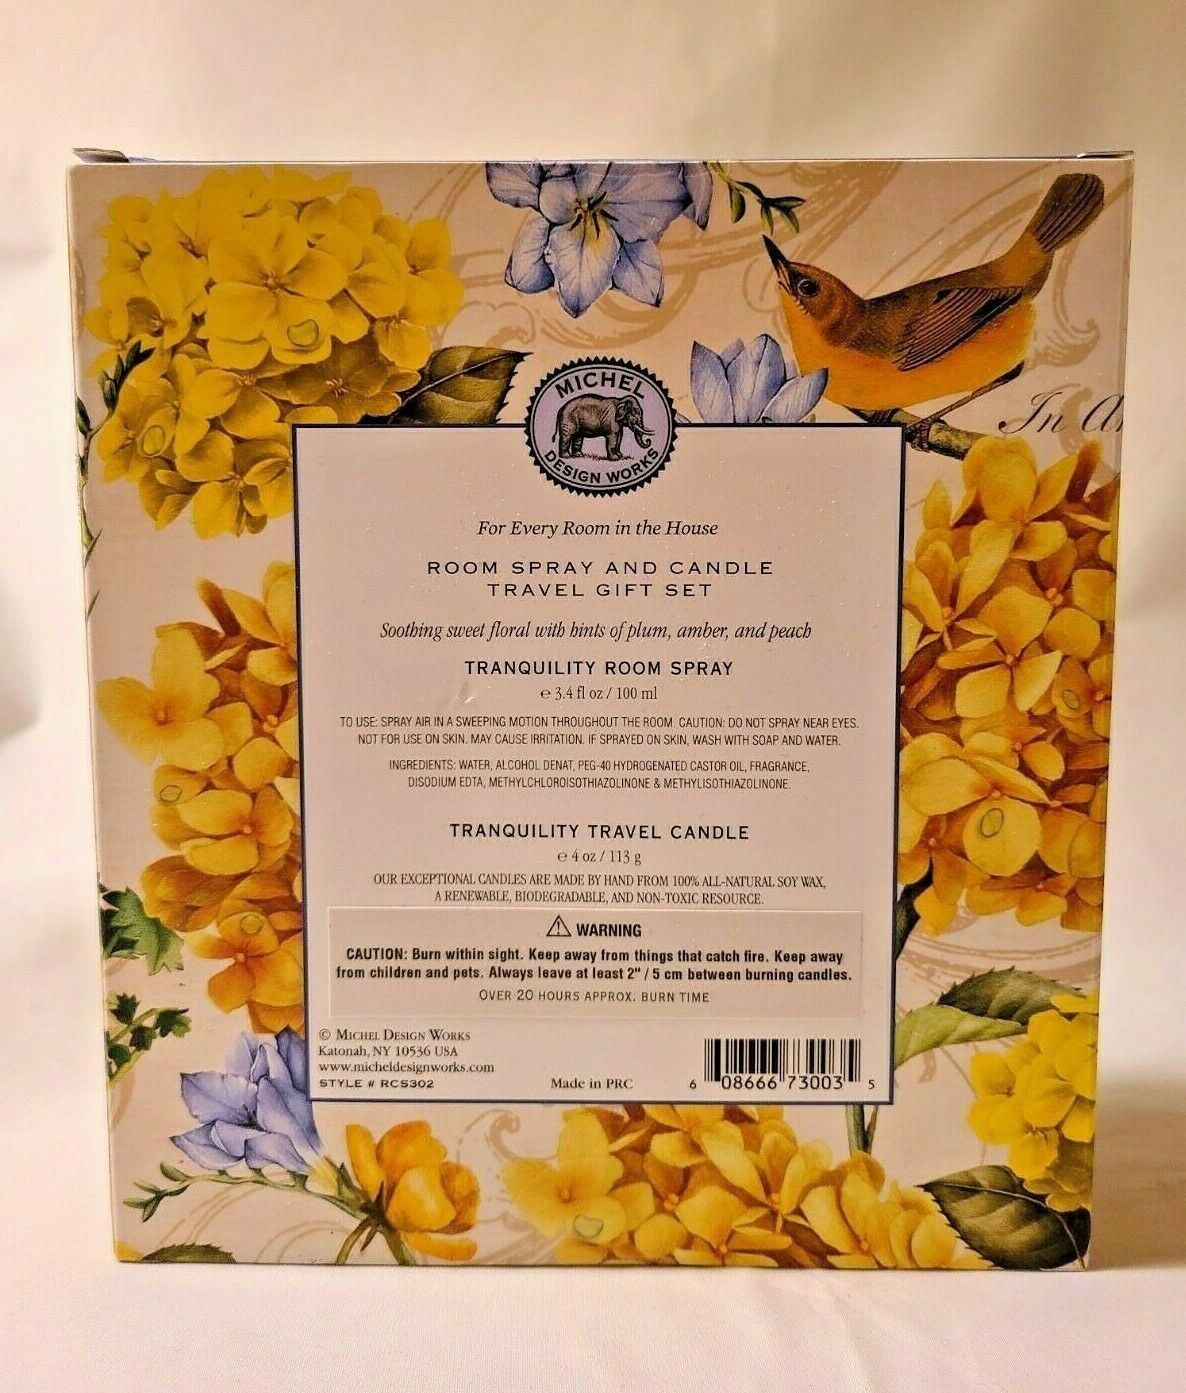 MICHEL
DESIGN WORKS
In
For Every Room in the House
ROOM SPRAY AND CANDLE
TRAVEL GIFT SET
Soothing sweet floral with hints of plum, amber, and peach
TRANQUILITY ROOM SPRAY
℮ 3.4 fl oz / 100 ml
TO USE: SPRAY AIR IN A SWEEPING MOTION THROUGHOUT THE ROOM. CAUTION: DO NOT SPRAY NEAR EYES.
NOT FOR USE ON SKIN. MAY CAUSE IRRITATION. IF SPRAYED ON SKIN, WASH WITH SOAP AND WATER.
INGREDIENTS: WATER, ALCOHOL DENAT, PEG-40 HYDROGENATED CASTOR OIL, FRAGRANCE,
DISODIUM EDTA, METHYLCHLOROISOTHIAZOLINONE & METHYLISOTHIAZOLINONE.
TRANQUILITY TRAVEL CANDLE
℮ 4 oz / 113 g
OUR EXCEPTIONAL CANDLES ARE MADE BY HAND FROM 100% ALL-NATURAL SOY WAX,
A RENEWABLE, BIODEGRADABLE, AND NON-TOXIC RESOURCE.
⚠ WARNING
CAUTION: Burn within sight. Keep away from things that catch fire. Keep away
from children and pets. Always leave at least 2" / 5 cm between burning candles.
OVER 20 HOURS APPROX. BURN TIME
© MICHEL DESIGN WORKS
Katonah, NY 10536 USA
www.micheldesignworks.com
STYLE # RCS302
Made in PRC
6 08666 73003 5